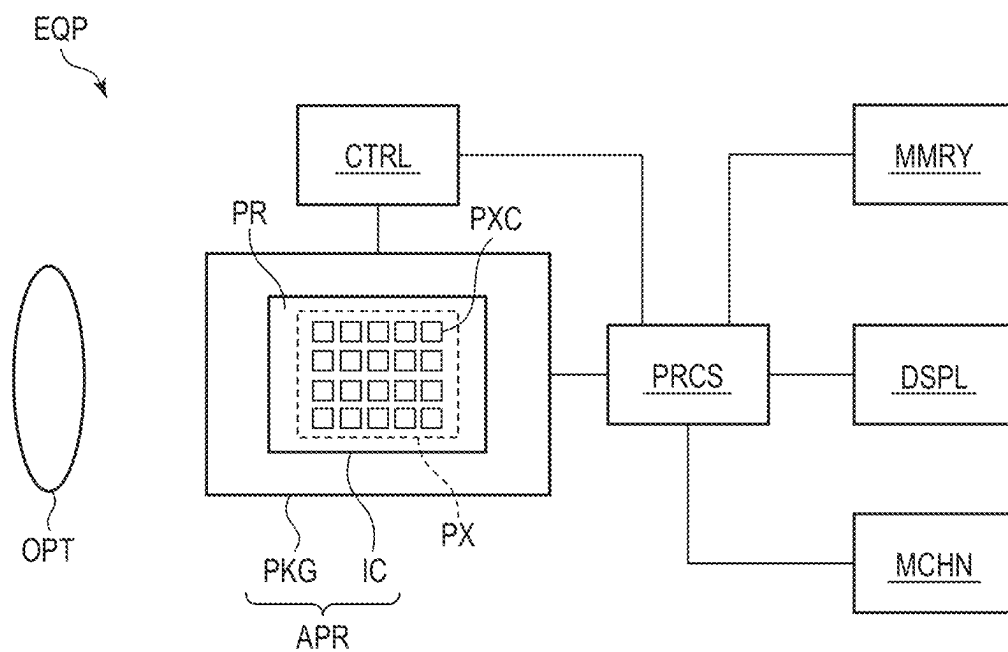 EQP
CTRL
MMRY
PR
PXC
PRCS
DSPL
OPT
PX
PKG
IC
MCHN
APR